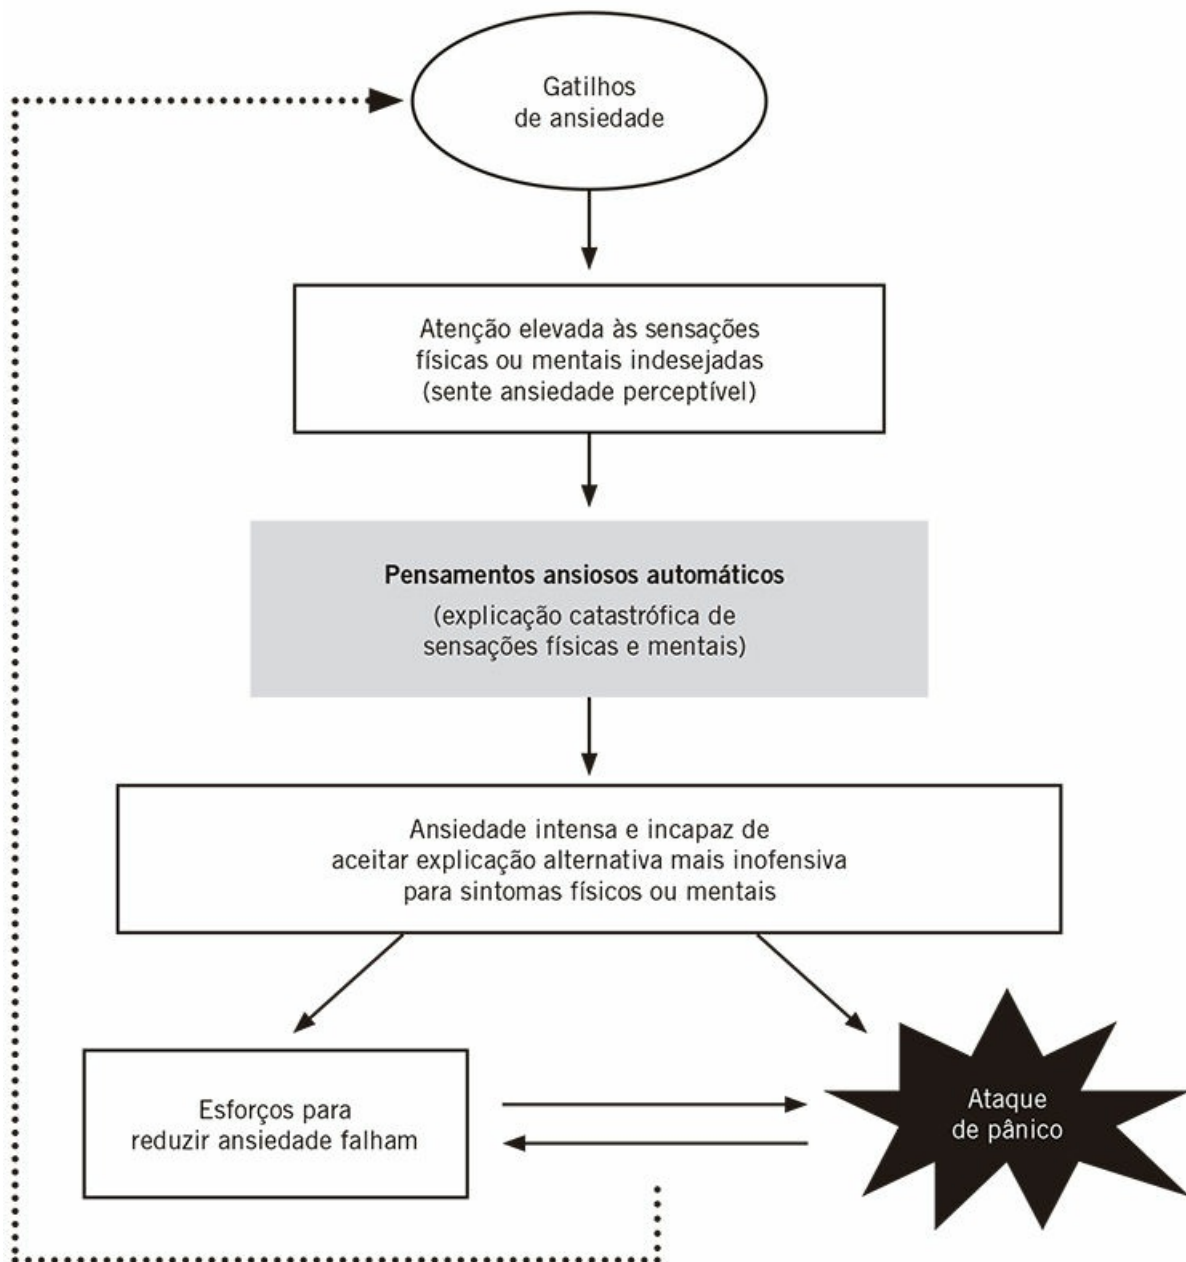 Gatilhos
de ansiedade
Atenção elevada às sensações
físicas ou mentais indesejadas
(sente ansiedade perceptível)
Pensamentos ansiosos automáticos
(explicação catastrófica de
sensações físicas e mentais)
Ansiedade intensa e incapaz de
aceitar explicação alternativa mais inofensiva
para sintomas físicos ou mentais
Esforços para
reduzir ansiedade falham
Ataque
de pânico